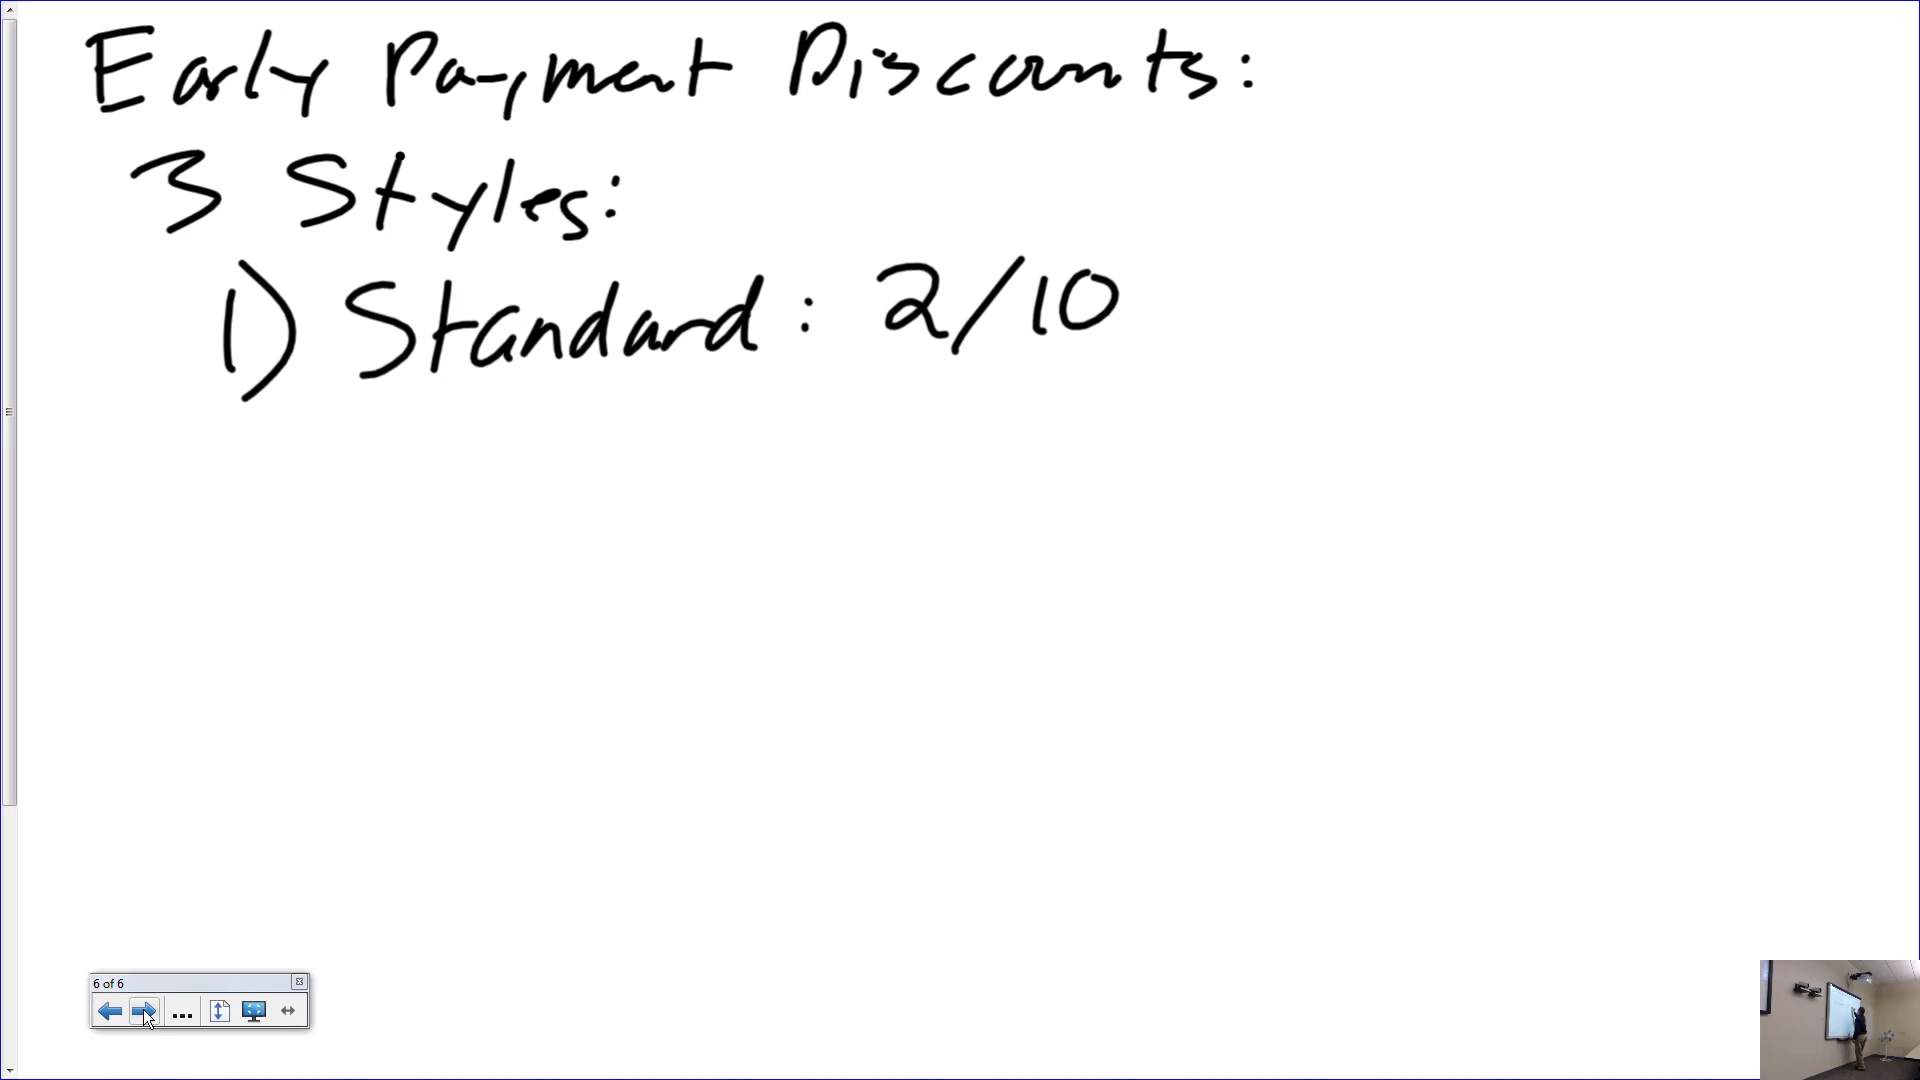 Early Payment Discounts:
3 Styles:
1) Standard: 2/10
6 of 6